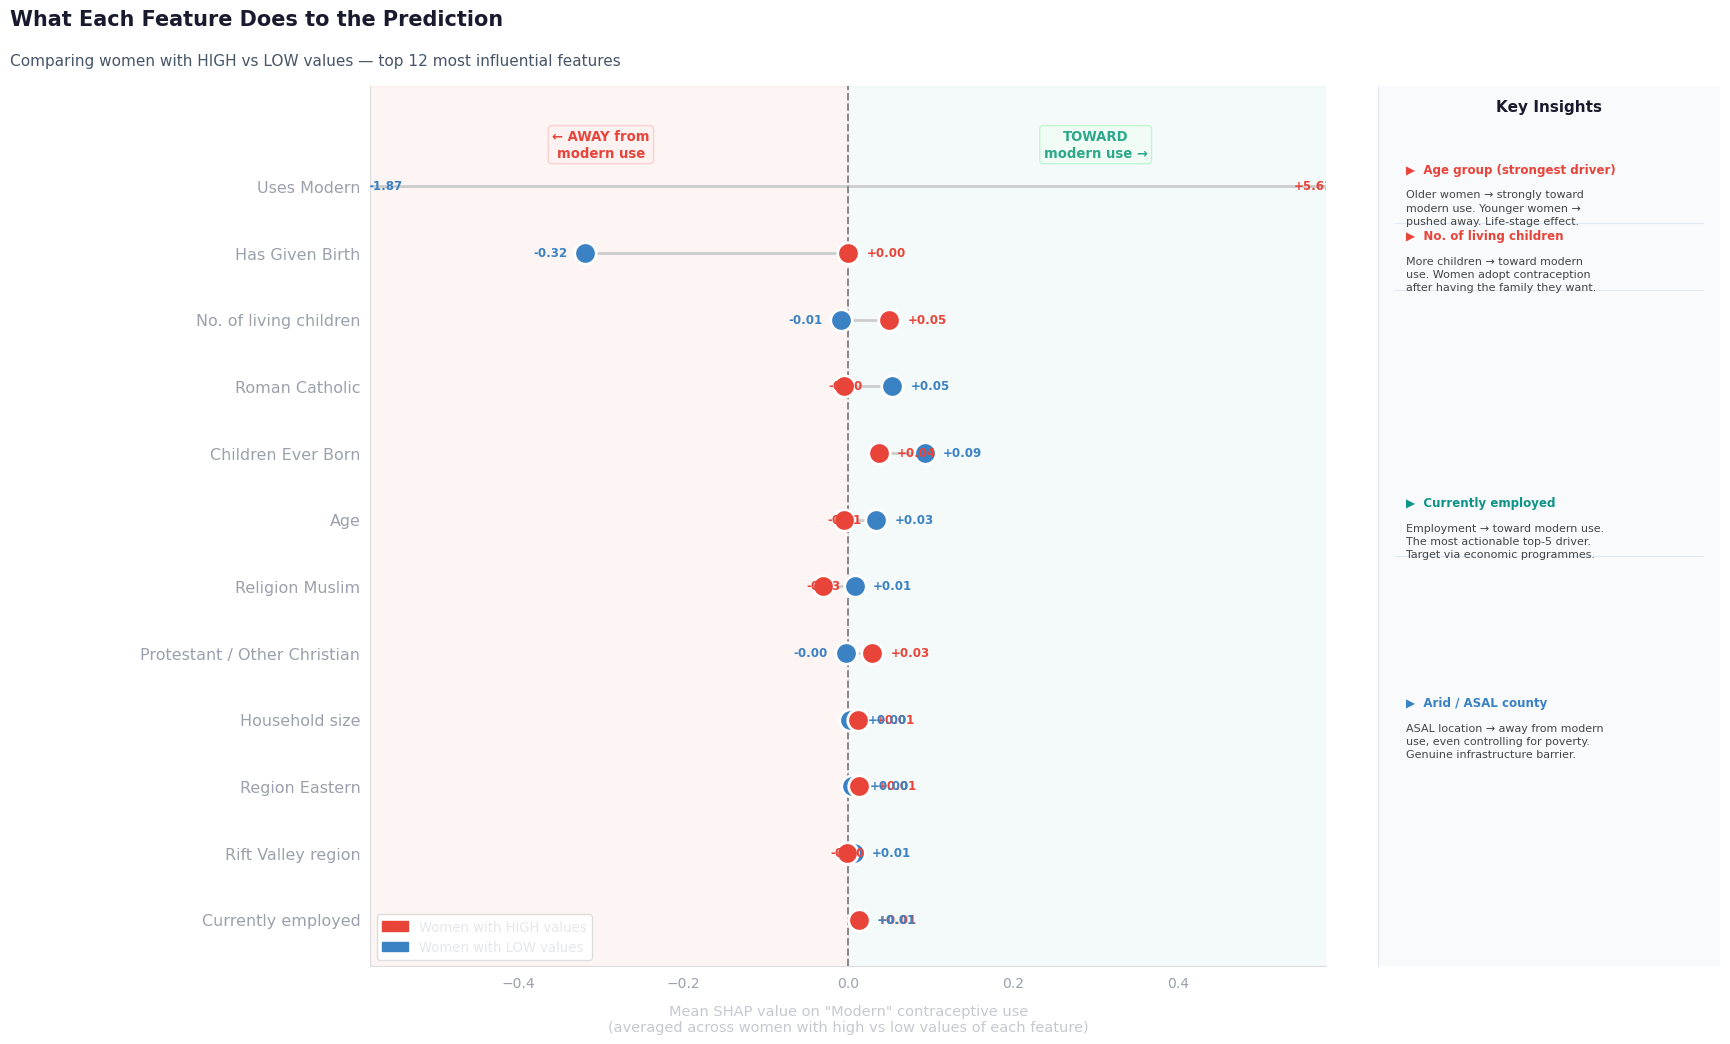 What Each Feature Does to the Prediction
Comparing women with HIGH vs LOW values — top 12 most influential features
← AWAY from
modern use
TOWARD
modern use →
Uses Modern
-1.87
Has Given Birth
-0.32
+0.00
No. of living children
-0.01
+0.05
Roman Catholic
+0.05
Children Ever Born
+0.09
Age
+0.03
Religion Muslim
+0.01
Protestant / Other Christian
-0.00
+0.03
Household size
Region Eastern
Rift Valley region
+0.01
Currently employed
Women with HIGH values
Women with LOW values
−0.4
−0.2
0.0
0.2
0.4
Mean SHAP value on "Modern" contraceptive use
(averaged across women with high vs low values of each feature)
Key Insights
▶ Age group (strongest driver)
Older women → strongly toward
modern use. Younger women →
pushed away. Life-stage effect.
▶ No. of living children
More children → toward modern
use. Women adopt contraception
after having the family they want.
▶ Currently employed
Employment → toward modern use.
The most actionable top-5 driver.
Target via economic programmes.
▶ Arid / ASAL county
ASAL location → away from modern
use, even controlling for poverty.
Genuine infrastructure barrier.